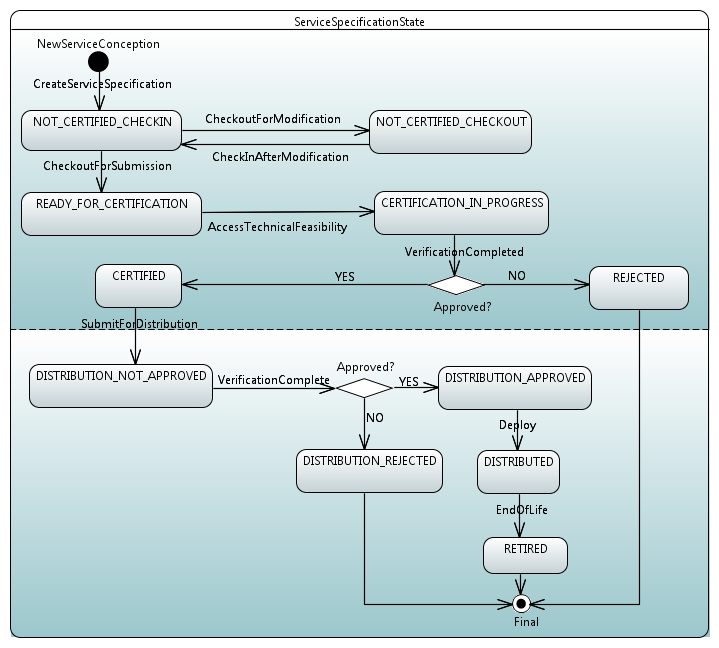 ServiceSpecificationState
NewServiceConception
CreateServiceSpecification
NOT_CERTIFIED_CHECKIN
CheckoutForModification
NOT_CERTIFIED_CHECKOUT
CheckInAfterModification
CheckoutForSubmission
READY_FOR_CERTIFICATION
AccessTechnicalFeasibility
CERTIFICATION_IN_PROGRESS
VerificationCompleted
CERTIFIED
YES
NO
REJECTED
Approved?
SubmitForDistribution
DISTRIBUTION_NOT_APPROVED
VerificationComplete
Approved?
YES
DISTRIBUTION_APPROVED
NO
Deploy
DISTRIBUTION_REJECTED
DISTRIBUTED
EndOfLife
RETIRED
Final